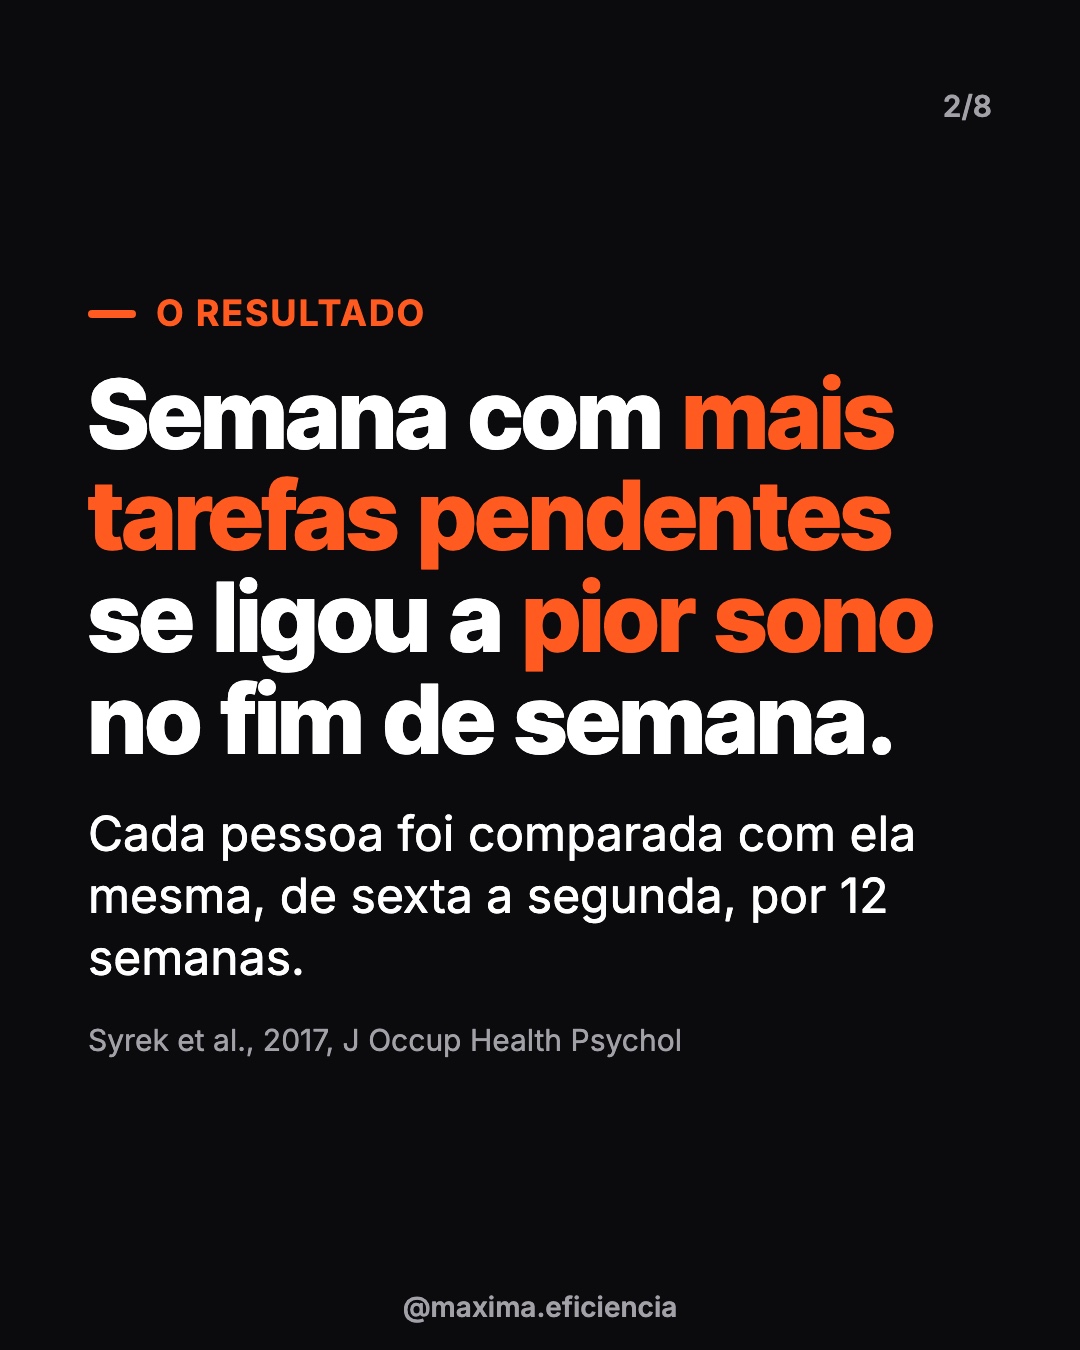 2/8
O RESULTADO
Semana com mais
tarefas pendentes
se ligou a pior sono
no fim de semana.
Cada pessoa foi comparada com ela
mesma, de sexta a segunda, por 12
semanas.
Syrek et al., 2017, J Occup Health Psychol
@maxima.eficiencia